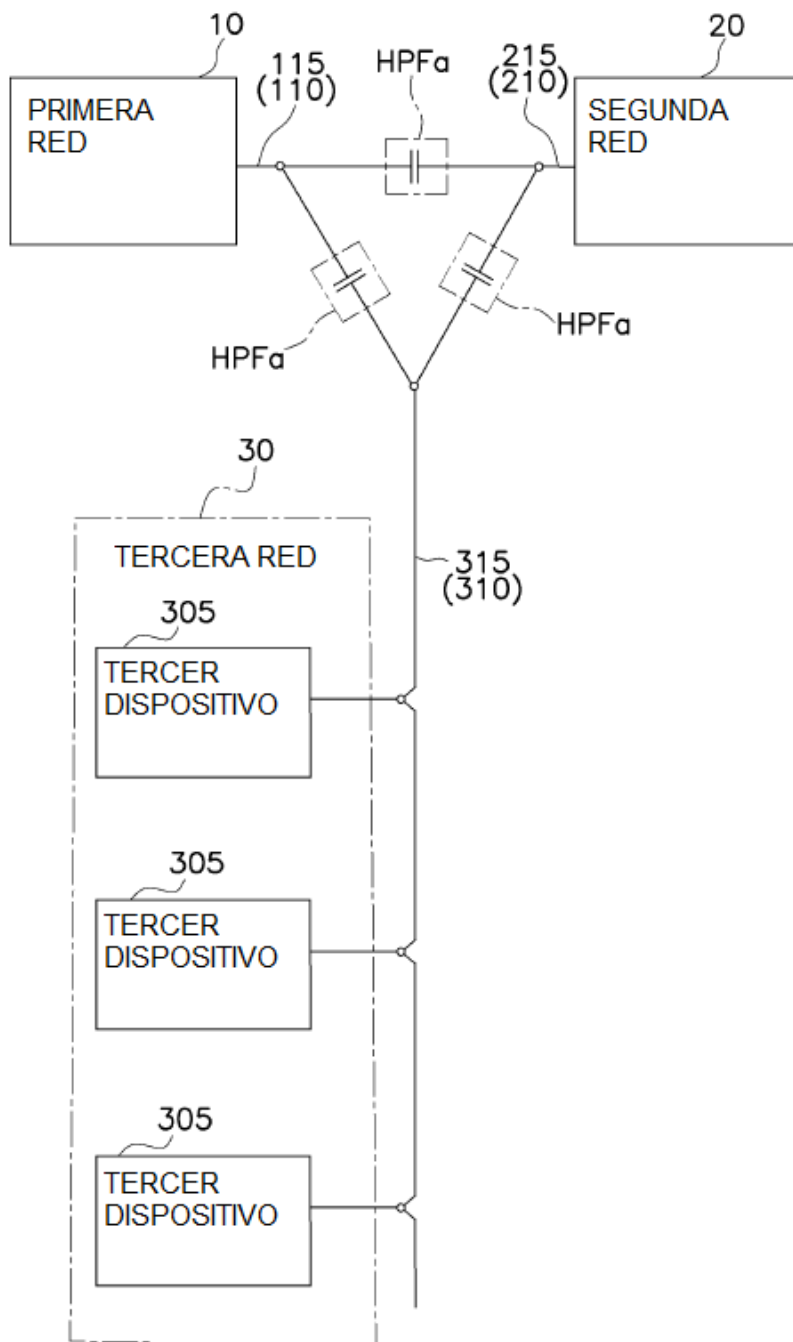 10
115
(110)
HPFa
215
(210)
20
PRIMERA
RED
SEGUNDA
RED
HPFa
HPFa
30
TERCERA RED
315
(310)
305
TERCER
DISPOSITIVO
305
TERCER
DISPOSITIVO
305
TERCER
DISPOSITIVO